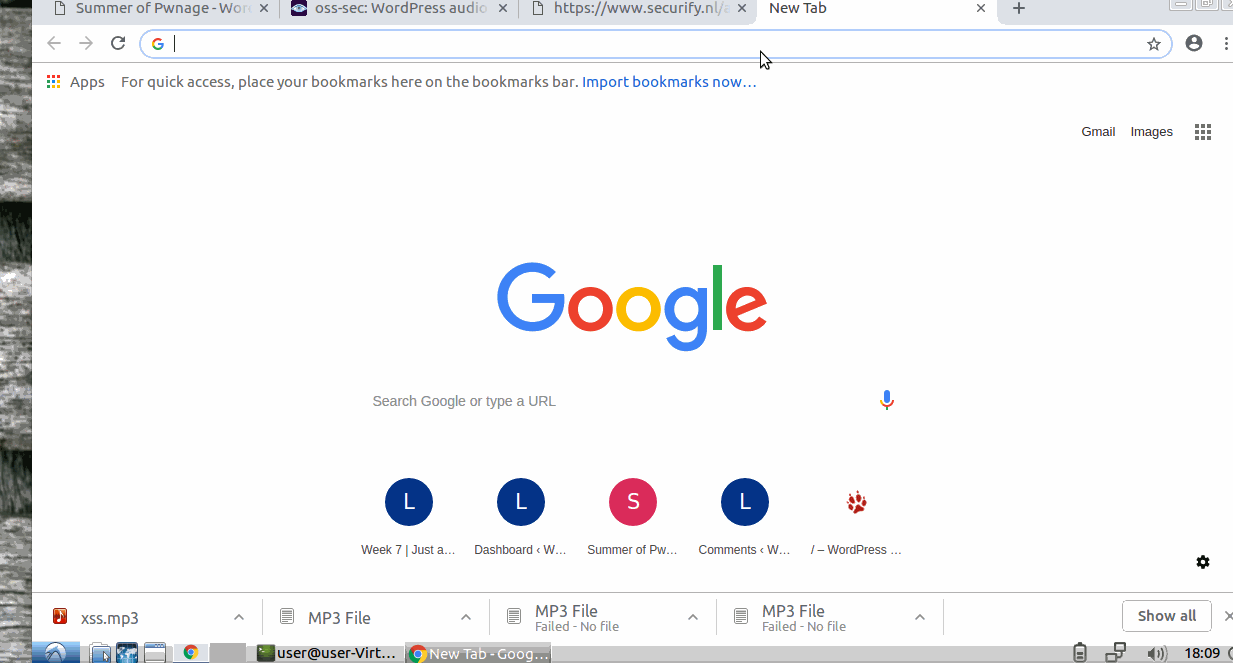 Summer of Pwnage - Wor
oss-sec: WordPress audio
https://www.securify.nl/a
New Tab
Apps
For quick access, place your bookmarks here on the bookmarks bar. Import bookmarks now…
Gmail
Images
Google
Search Google or type a URL
L
L
S
L
Week 7 | Just a…
Dashboard ‹ W…
Summer of Pw…
Comments ‹ W…
/ – WordPress …
xss.mp3
MP3 File
MP3 File
Failed - No file
MP3 File
Failed - No file
Show all
user@user-Virt...
New Tab - Goog...
18:09